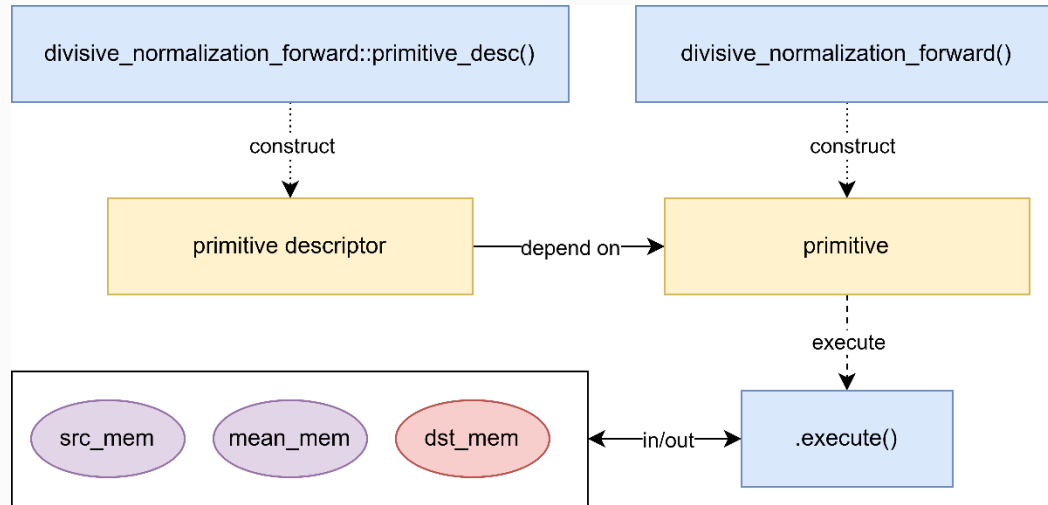 divisive_normalization_forward::primitive_desc()
divisive_normalization_forward()
construct
construct
primitive descriptor
depend on
primitive
execute
src_mem
mean_mem
dst_mem
in/out
.execute()